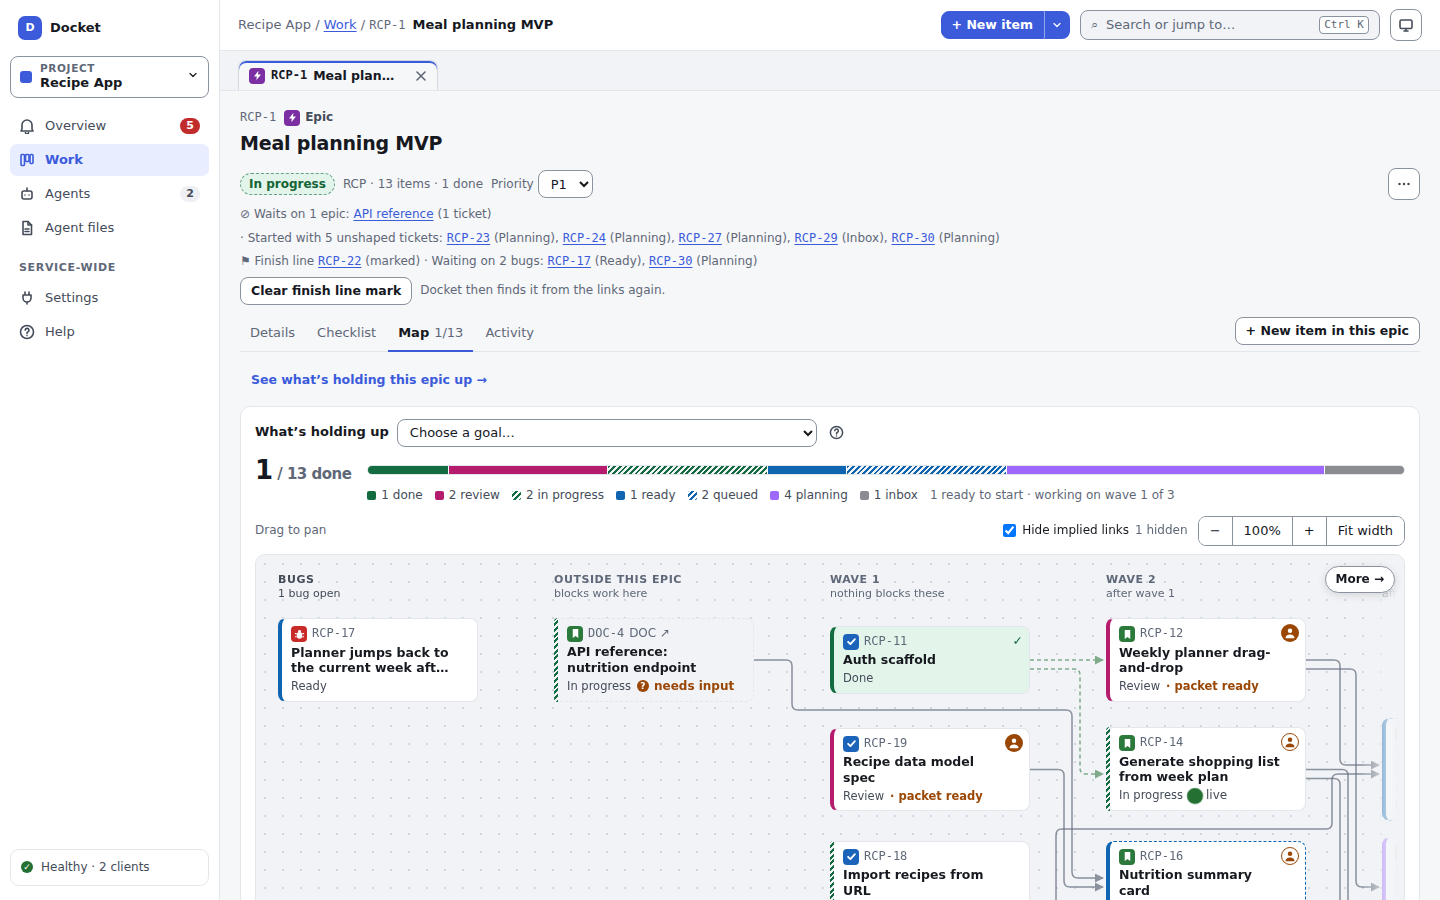 D Docket
PROJECT
Recipe App
Overview 5
Work
Agents 2
Agent files
SERVICE-WIDE
Settings
Help
Healthy · 2 clients
Recipe App / Work / RCP-1 Meal planning MVP
+ New item
Search or jump to… Ctrl K
RCP-1 Meal plan…
RCP-1 Epic
Meal planning MVP
In progress RCP · 13 items · 1 done Priority P1
⊘ Waits on 1 epic: API reference (1 ticket)
· Started with 5 unshaped tickets: RCP-23 (Planning), RCP-24 (Planning), RCP-27 (Planning), RCP-29 (Inbox), RCP-30 (Planning)
⚑ Finish line RCP-22 (marked) · Waiting on 2 bugs: RCP-17 (Ready), RCP-30 (Planning)
Clear finish line mark Docket then finds it from the links again.
Details Checklist Map 1/13 Activity
+ New item in this epic
See what’s holding this epic up →
What’s holding up Choose a goal…
1 / 13 done
1 done 2 review 2 in progress 1 ready 2 queued 4 planning 1 inbox 1 ready to start · working on wave 1 of 3
Drag to pan
Hide implied links 1 hidden − 100% + Fit width
BUGS
1 bug open
RCP-17
Planner jumps back to
the current week aft…
Ready
OUTSIDE THIS EPIC
blocks work here
DOC-4 DOC ↗
API reference:
nutrition endpoint
In progress ? needs input
WAVE 1
nothing blocks these
RCP-11 ✓
Auth scaffold
Done
RCP-19
Recipe data model
spec
Review · packet ready
RCP-18
Import recipes from
URL
WAVE 2
after wave 1
More →
RCP-12
Weekly planner drag-
and-drop
Review · packet ready
RCP-14
Generate shopping list
from week plan
In progress live
RCP-16
Nutrition summary
card